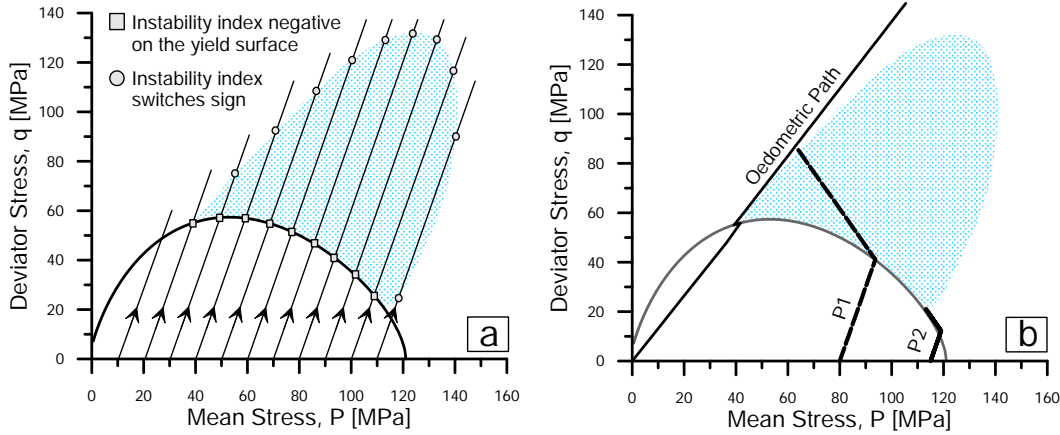 Instability index negative
on the yield surface
Instability index
switches sign
140
120
100
80
60
40
20
0
Deviator Stress, q [MPa]
0 20 40 60 80 100 120 140 160
Mean Stress, P [MPa]
a
140
120
100
80
60
40
20
0
Deviator Stress, q [MPa]
Oedometric Path
P1
P2
0 20 40 60 80 100 120 140 160
Mean Stress, P [MPa]
b